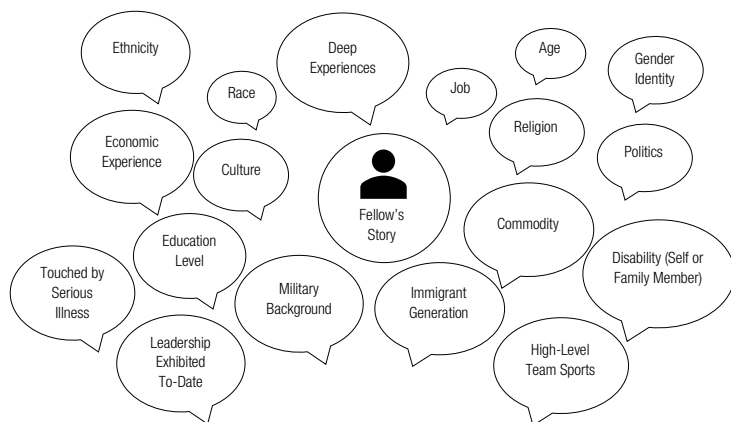 Ethnicity
Deep
Experiences
Age
Gender
Identity
Race
Job
Religion
Economic
Experience
Culture
Politics
Fellow's
Story
Commodity
Education
Level
Disability (Self or
Family Member)
Touched by
Serious
Illness
Military
Background
Immigrant
Generation
Leadership
Exhibited
To-Date
High-Level
Team Sports